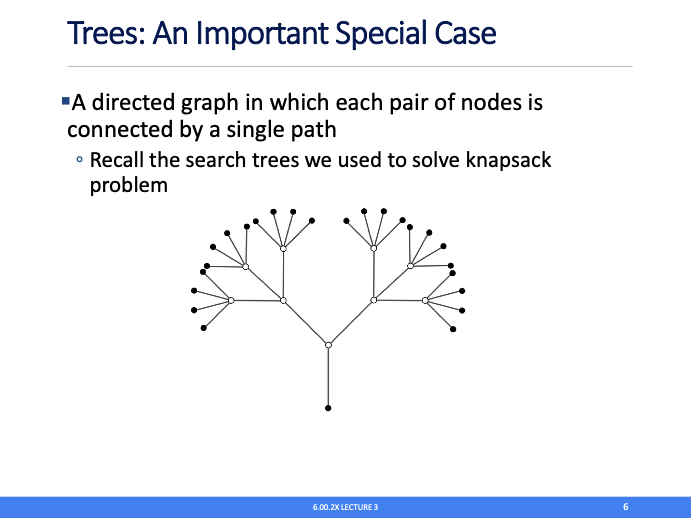 Trees: An Important Special Case
▪A directed graph in which each pair of nodes is
connected by a single path
◦ Recall the search trees we used to solve knapsack
problem
6.00.2X LECTURE 3
6